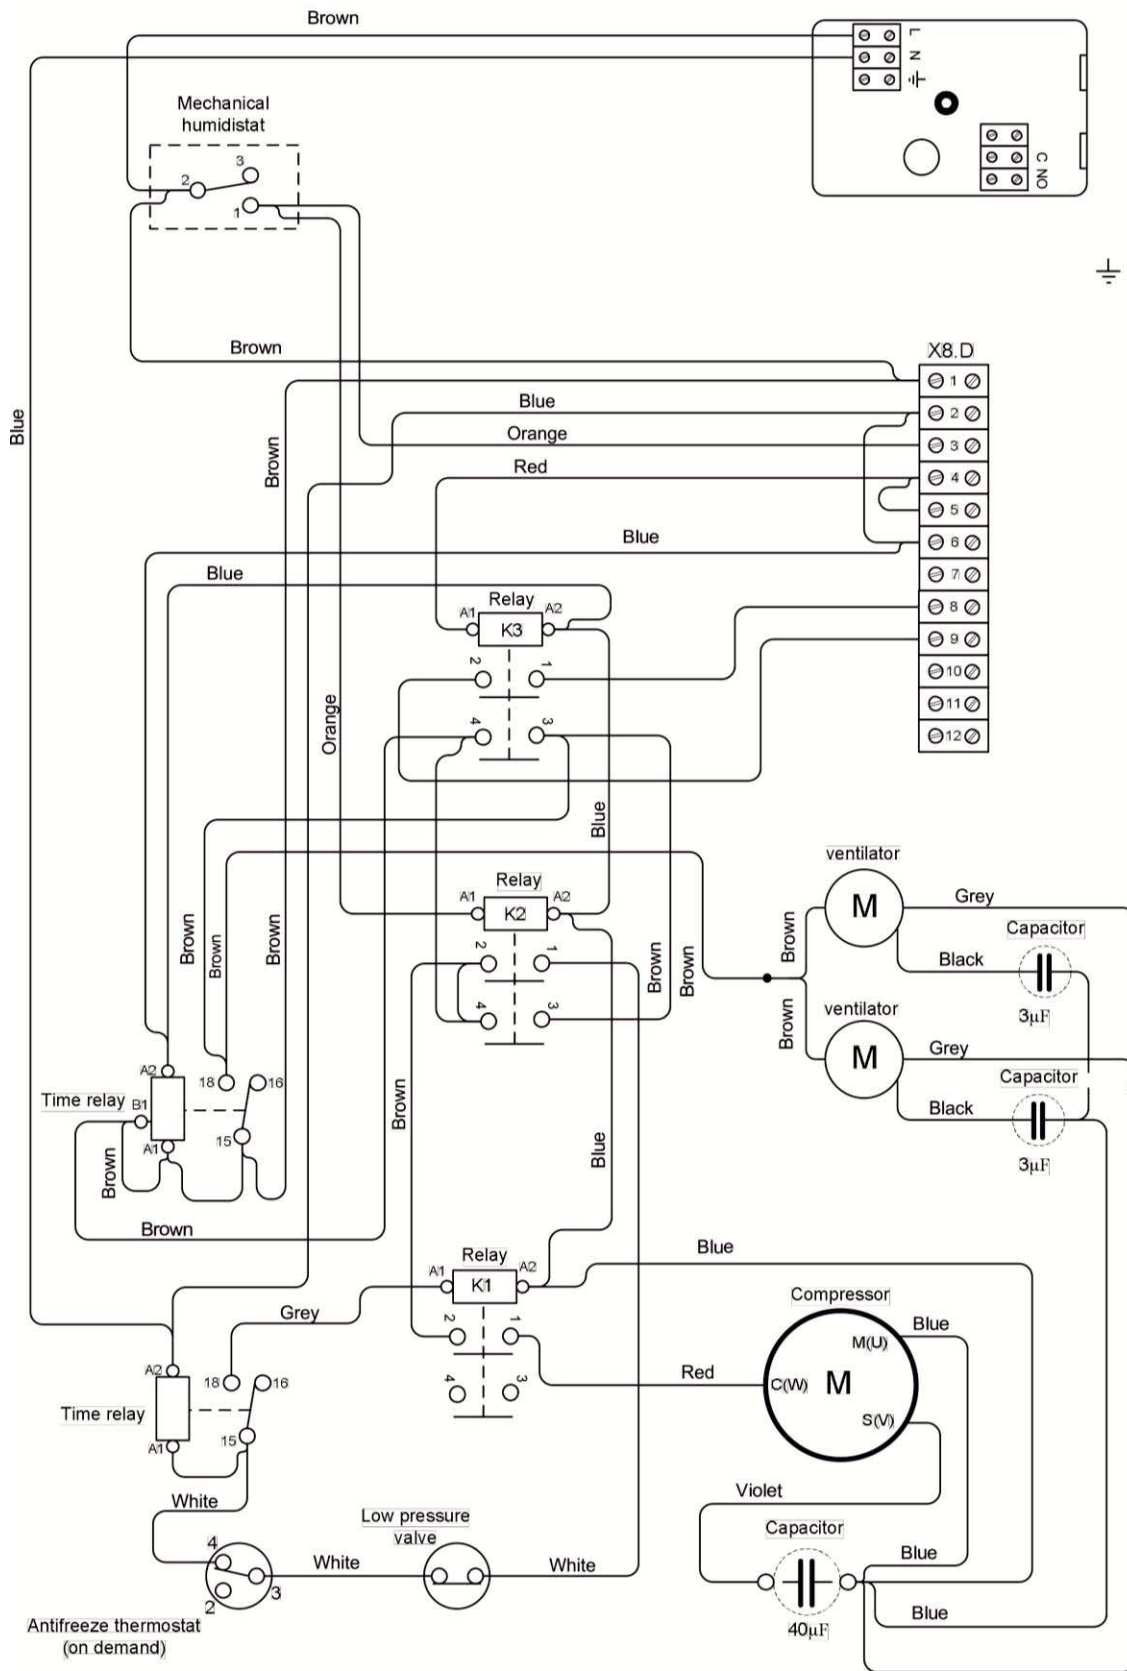 Brown
L
N
Mechanical
humidistat
3
2
1
C
NO
Brown
X8.D
1
Blue
2
Orange
3
Blue
Brown
Red
4
5
Blue
6
Blue
7
Relay
A1
A2
K3
8
9
2
1
10
Orange
4
3
11
12
Blue
ventilator
Relay
A1
A2
K2
M
Grey
Capacitor
Brown
Brown
Brown
Brown
Brown
Brown
Black
2
1
4
3
3µF
ventilator
Brown
M
Grey
A2
18
16
Capacitor
Time relay
B1
Black
A1
15
Brown
Brown
Blue
3µF
Brown
Relay
Blue
A1
A2
K1
Compressor
Grey
2
1
Blue
M(U)
A2
18
16
Red
C(W)
M
4
3
Time relay
S(V)
A1
15
White
Violet
Low pressure
valve
Capacitor
4
White
White
Blue
3
2
Blue
Antifreeze thermostat
(on demand)
40µF